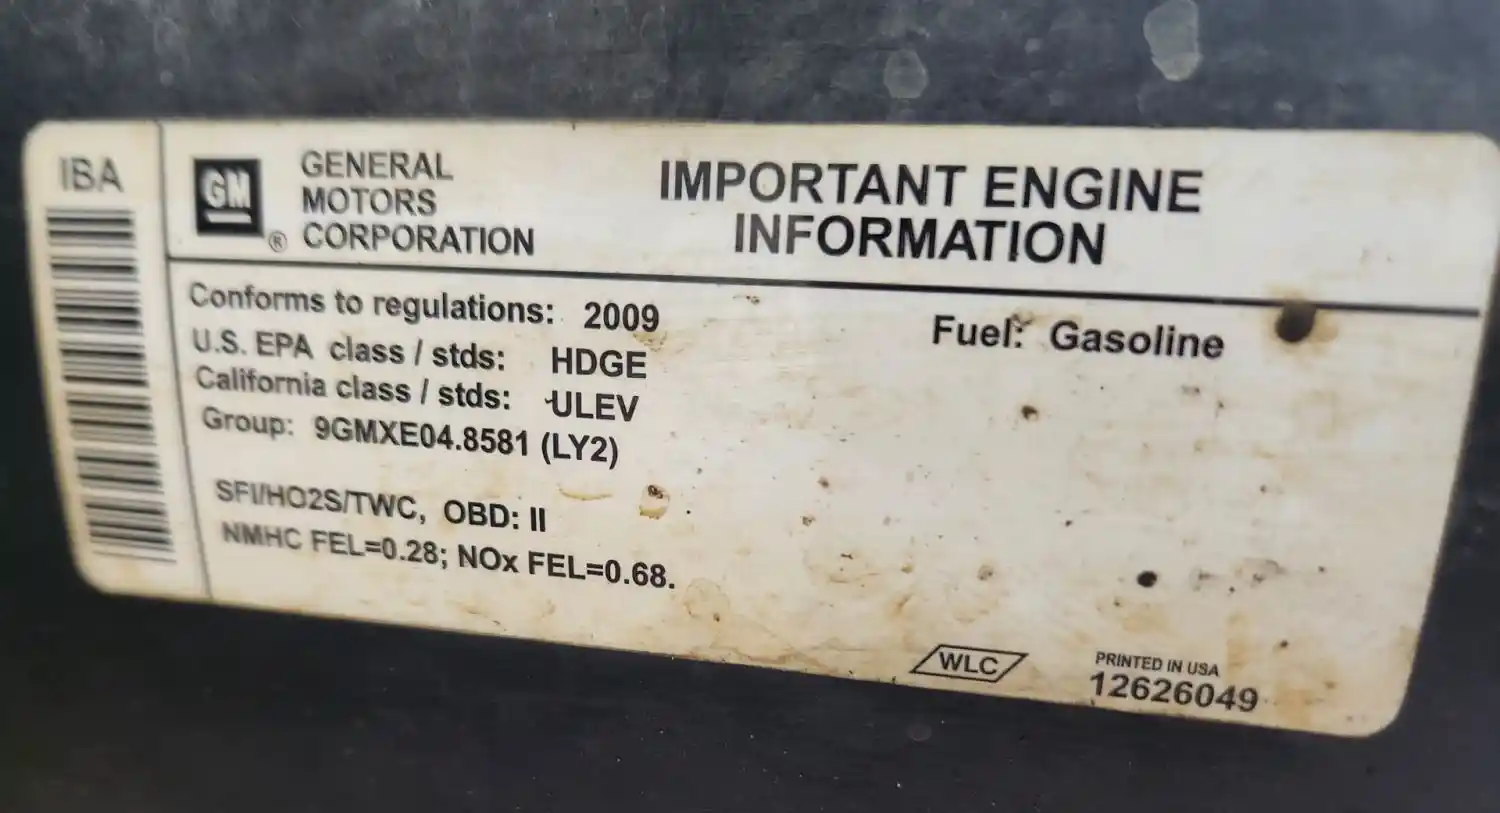 IBA
GM
GENERAL
MOTORS
® CORPORATION
IMPORTANT ENGINE
INFORMATION
Conforms to regulations: 2009
Fuel: Gasoline
U.S. EPA class / stds: HDGE
California class / stds: ULEV
Group: 9GMXE04.8581 (LY2)
SFI/HO2S/TWC, OBD: II
NMHC FEL=0.28; NOx FEL=0.68.
WLC
PRINTED IN USA
12626049